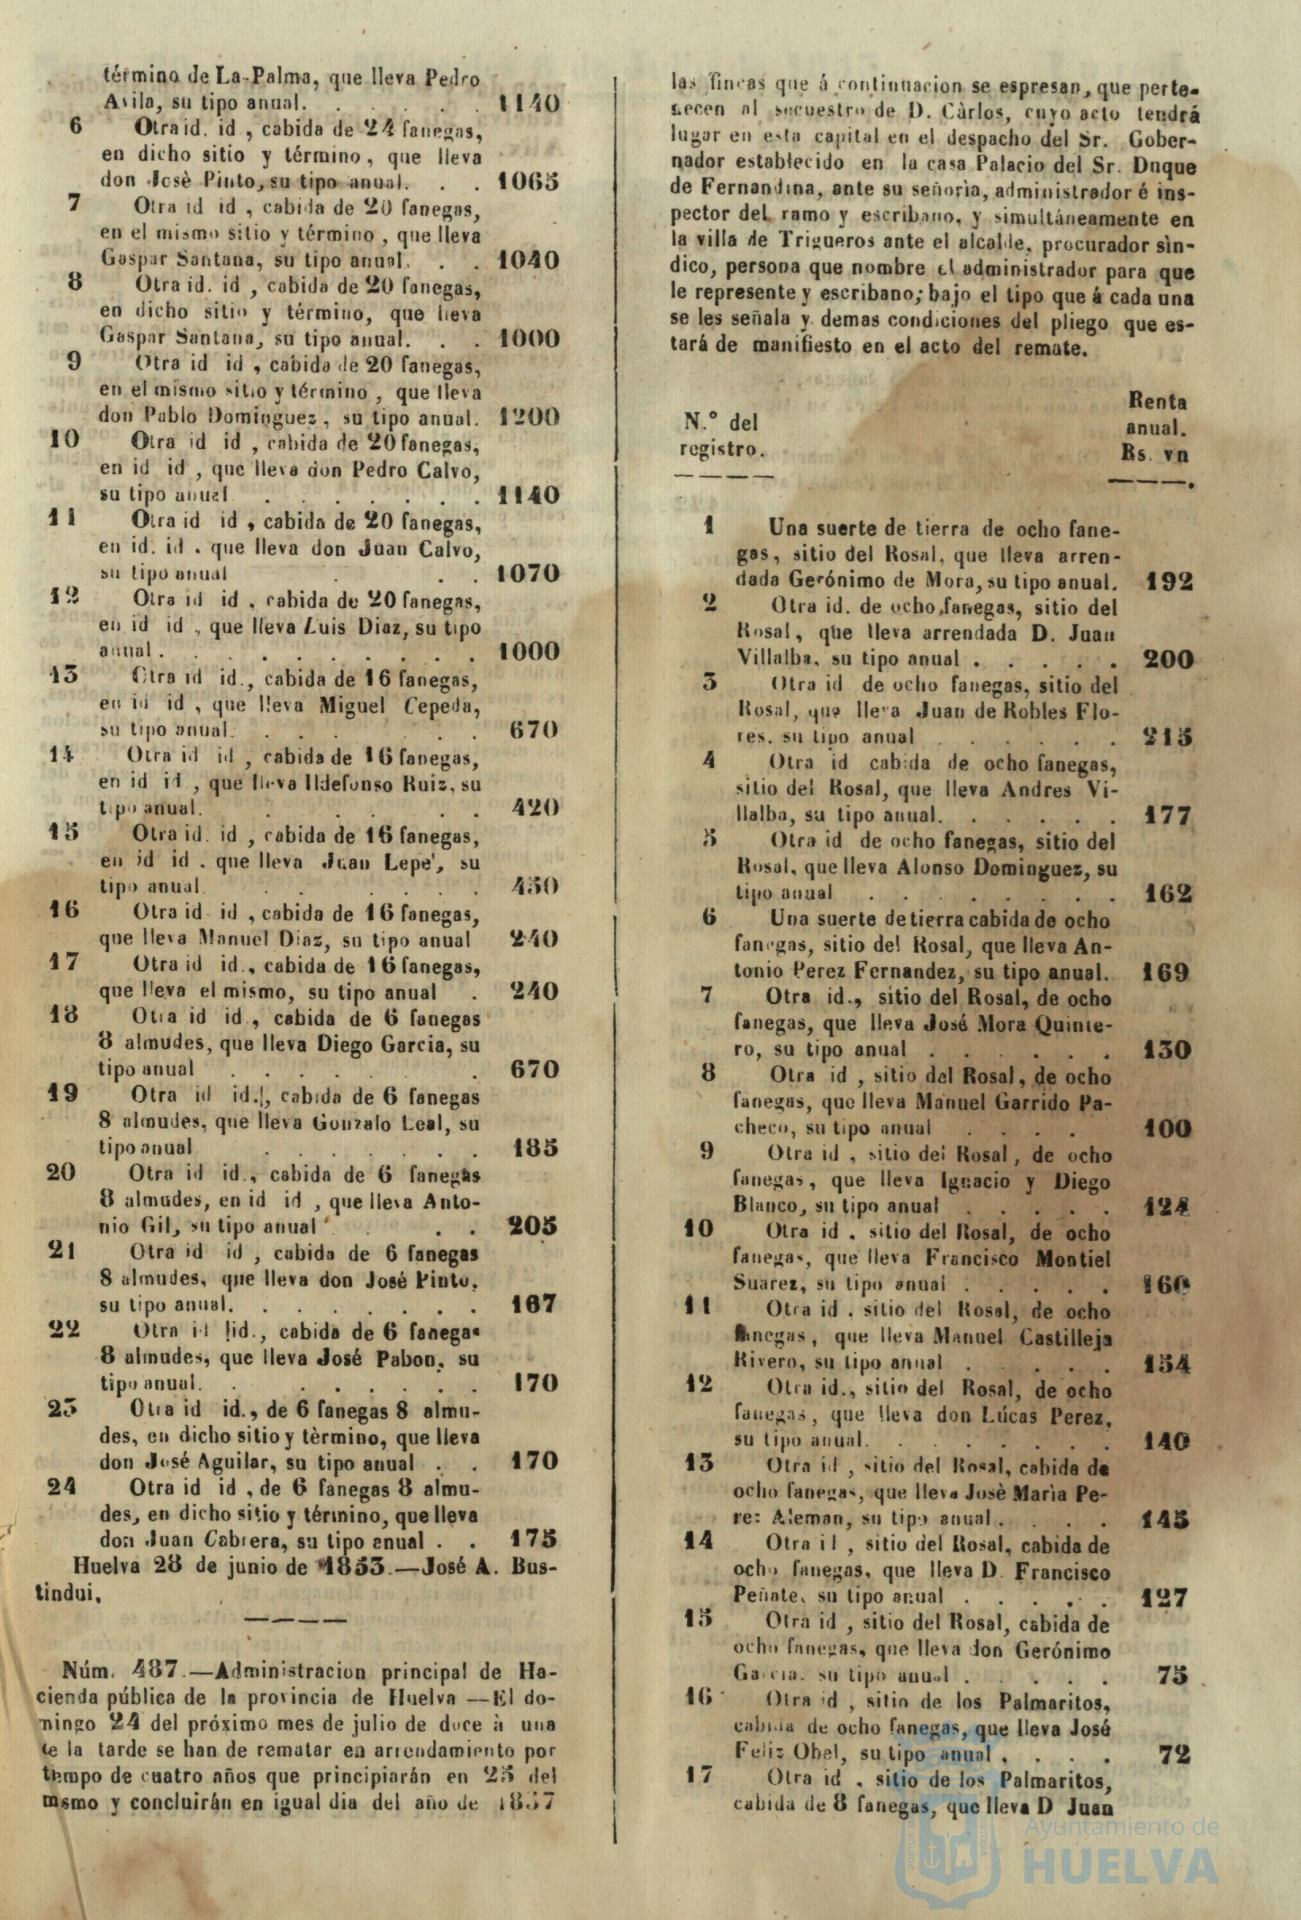 término de La-Palma, que lleva Pedro
Avila, su tipo anual. . . . . . 1140
6 Otra id. id , cabida de 24 fanegas,
en dicho sitio y término, que lleva
don Josè Pinto, su tipo anual. . . 1065
7 Otra id id , cabida de 20 fanegas,
en el mismo sitio y término , que lleva
Gaspar Santana, su tipo anual. . . 1040
8 Otra id. id , cabida de 20 fanegas,
en dicho sitio y término, que lleva
Gaspar Santana, su tipo anual. . . 1000
9 Otra id id , cabida de 20 fanegas,
en el mismo sitio y término , que lleva
don Pablo Dominguez , su tipo anual. 1200
10 Otra id id , cabida de 20 fanegas,
en id id , que lleva don Pedro Calvo,
su tipo anual . . . . . . . 1140
11 Otra id id , cabida de 20 fanegas,
en id. id . que lleva don Juan Calvo,
su tipo anual . . . 1070
12 Otra id id , cabida de 20 fanegas,
en id id , que lleva Luis Diaz, su tipo
anual . . . . . . . . . 1000
13 Otra id id., cabida de 16 fanegas,
en id id , que lleva Miguel Cepeda,
su tipo anual. . . . . . . 670
14 Otra id id , cabida de 16 fanegas,
en id id , que lleva Ildefonso Ruiz, su
tipo anual. . . . . . . 420
15 Otra id. id , cabida de 16 fanegas,
en id id . que lleva Juan Lepe', su
tipo anual. . . . . . . 450
16 Otra id id , cabida de 16 fanegas,
que lleva Manuel Diaz, su tipo anual 240
17 Otra id id., cabida de 16 fanegas,
que lleva el mismo, su tipo anual . 240
18 Otra id id , cabida de 6 fanegas
8 almudes, que lleva Diego Garcia, su
tipo anual . . . . . . 670
19 Otra id id., cabida de 6 fanegas
8 almudes, que lleva Gonzalo Leal, su
tipo anual . . . . . . 185
20 Otra id id., cabida de 6 fanegas
8 almudes, en id id , que lleva Anto-
nio Gil, su tipo anual . . . 205
21 Otra id id , cabida de 6 fanegas
8 almudes, que lleva don José Pinto,
su tipo anual. . . . . . . . 167
22 Otra id id., cabida de 6 fanegas
8 almudes, que lleva José Pabon, su
tipo anual. . . . . . . . 170
23 Otra id id., de 6 fanegas 8 almu-
des, en dicho sitio y tèrmino, que lleva
don José Aguilar, su tipo anual . . 170
24 Otra id id , de 6 fanegas 8 almu-
des, en dicho sitio y término, que lleva
don Juan Cabrera, su tipo anual . . 175
Huelva 28 de junio de 1853.—José A. Bus-
tindui.
Núm. 487.—Administracion principal de Ha-
cienda pública de la provincia de Huelva —El do-
mingo 24 del próximo mes de julio de doce à una
de la tarde se han de rematar en arrendamiento por
tiempo de cuatro años que principiarán en 25 del
mismo y concluirán en igual dia del año de 1857
las fincas que á continuacion se espresan, que perte-
necen al secuestro de D. Càrlos, cuyo acto tendrá
lugar en esta capital en el despacho del Sr. Gober-
nador establecido en la casa Palacio del Sr. Duque
de Fernandina, ante su señoria, administrador é ins-
pector del ramo y escribano, y simultáneamente en
la villa de Trigueros ante el alcalde, procurador sìn-
dico, persona que nombre el administrador para que
le represente y escribano; bajo el tipo que á cada una
se les señala y demas condiciones del pliego que es-
tará de manifiesto en el acto del remate.
N.º del
registro.
Renta
anual.
Rs. vn
1 Una suerte de tierra de ocho fane-
gas, sitio del Rosal, que lleva arren-
dada Gerónimo de Mora, su tipo anual. 192
2 Otra id. de ocho fanegas, sitio del
Rosal, que lleva arrendada D. Juan
Villalba, su tipo anual . . . . . 200
3 Otra id de ocho fanegas, sitio del
Rosal, que lleva Juan de Robles Flo-
res, su tipo anual . . . . . . 215
4 Otra id cabida de ocho fanegas,
sitio del Rosal, que lleva Andres Vi-
llalba, su tipo anual. . . . . . 177
5 Otra id de ocho fanegas, sitio del
Rosal, que lleva Alonso Dominguez, su
tipo anual . . . . . . . . 162
6 Una suerte de tierra cabida de ocho
fanegas, sitio del Rosal, que lleva An-
tonio Perez Fernandez, su tipo anual. 169
7 Otra id., sitio del Rosal, de ocho
fanegas, que lleva José Mora Quinte-
ro, su tipo anual . . . . . . 130
8 Otra id , sitio del Rosal, de ocho
fanegas, que lleva Manuel Garrido Pa-
checo, su tipo anual . . . . 100
9 Otra id , sitio del Rosal, de ocho
fanegas, que lleva Ignacio y Diego
Blanco, su tipo anual . . . . . 124
10 Otra id , sitio del Rosal, de ocho
fanegas, que lleva Francisco Montiel
Suarez, su tipo anual . . . . . 160
11 Otra id . sitio del Rosal, de ocho
fanegas, que lleva Manuel Castilleja
Rivero, su tipo anual . . . . . 154
12 Otra id., sitio del Rosal, de ocho
fanegas, que lleva don Lúcas Perez,
su tipo anual. . . . . . . . 140
13 Otra id , sitio del Rosal, cabida de
ocho fanegas, que lleva Josè Marìa Pe-
rez Aleman, su tipo anual . . . . 145
14 Otra id , sitio del Rosal, cabida de
ocho fanegas, que lleva D. Francisco
Peñate, su tipo anual . . . . . 127
15 Otra id , sitio del Rosal, cabida de
ocho fanegas, que lleva don Gerónimo
Garcia, su tipo anual . . . . . 75
16 Otra id , sitio de los Palmaritos,
cabida de ocho fanegas, que lleva José
Feliz Obel, su tipo anual . . . . 72
17 Otra id , sitio de los Palmaritos,
cabida de 8 fanegas, que lleva D Juan
Ayuntamiento de
HUELVA